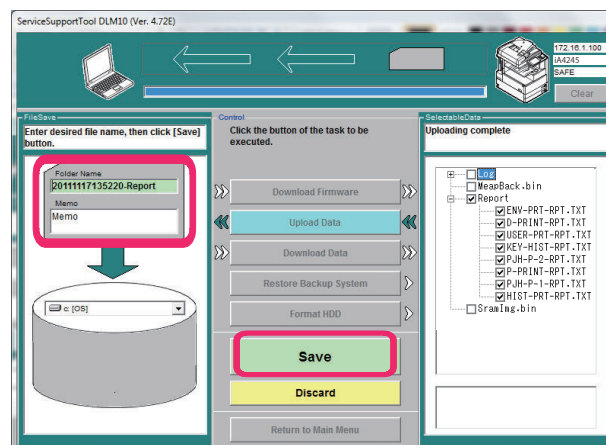 ServiceSupportTool DLM10 (Ver. 4.72E)
172.16.1.100
iA4245
SAFE
Clear
FileSave
Enter desired file name, then click [Save]
button.
Folder Name
20111117135220-Report
Memo
Memo
c: [OS]
Control
Click the button of the task to be
executed.
Download Firmware
Upload Data
Download Data
Restore Backup System
Format HDD
Save
Discard
Return to Main Menu
SelectableData
Uploading complete
Log
MeapBack.bin
Report
ENV-PRT-RPT.TXT
D-PRINT-RPT.TXT
USER-PRT-RPT.TXT
KEY-HIST-RPT.TXT
PJH-P-2-RPT.TXT
P-PRINT-RPT.TXT
PJH-P-1-RPT.TXT
HIST-PRT-RPT.TXT
SramImg.bin